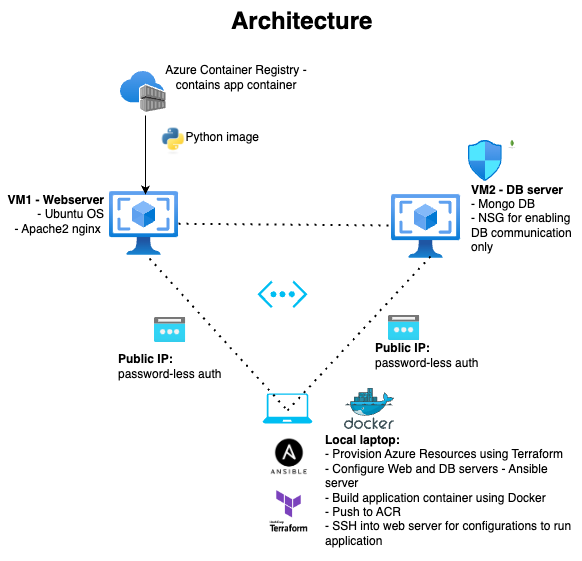 Architecture
Azure Container Registry -
contains app container
Python image
VM1 - Webserver
- Ubuntu OS
- Apache2 nginx
VM2 - DB server
- Mongo DB
- NSG for enabling
DB communication
only
Public IP:
password-less auth
Public IP:
password-less auth
docker
Local laptop:
- Provision Azure Resources using Terraform
- Configure Web and DB servers - Ansible
server
- Build application container using Docker
- Push to ACR
- SSH into web server for configurations to run
application
ANSIBLE
HashiCorp
Terraform